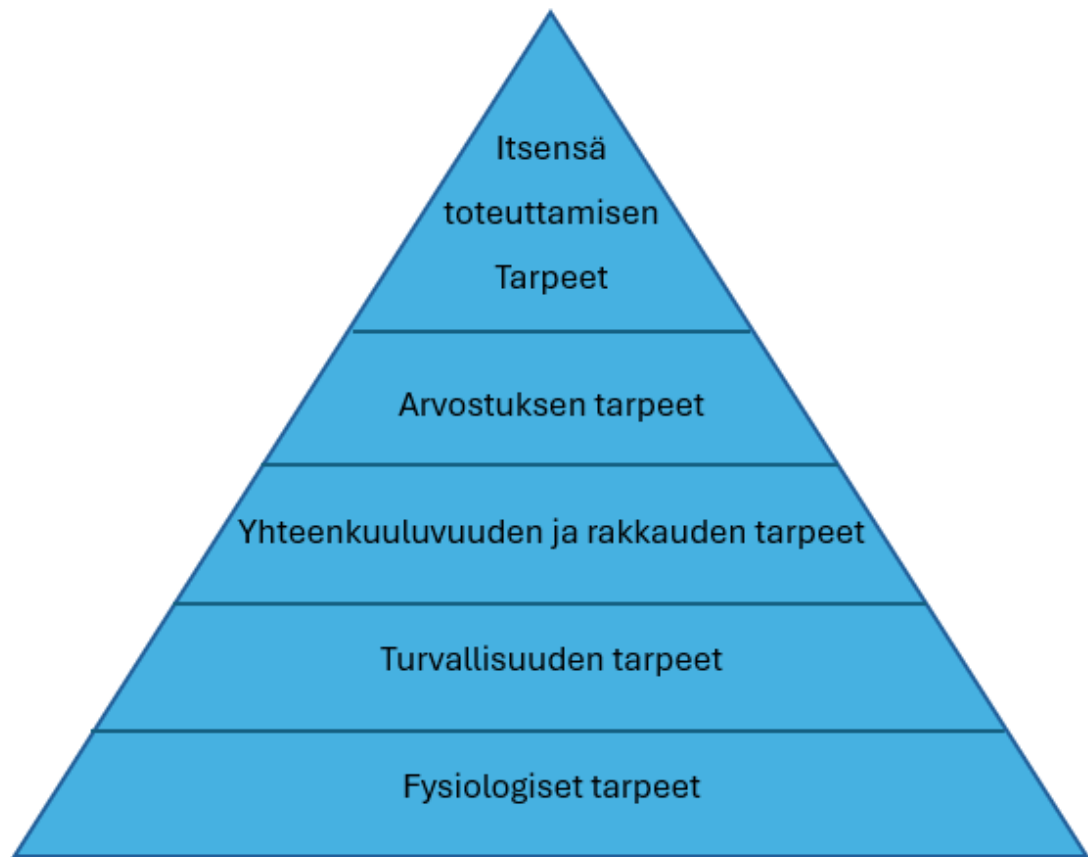 Itsensä
toteuttamisen
Tarpeet
Arvostuksen tarpeet
Yhteenkuuluvuuden ja rakkauden tarpeet
Turvallisuuden tarpeet
Fysiologiset tarpeet